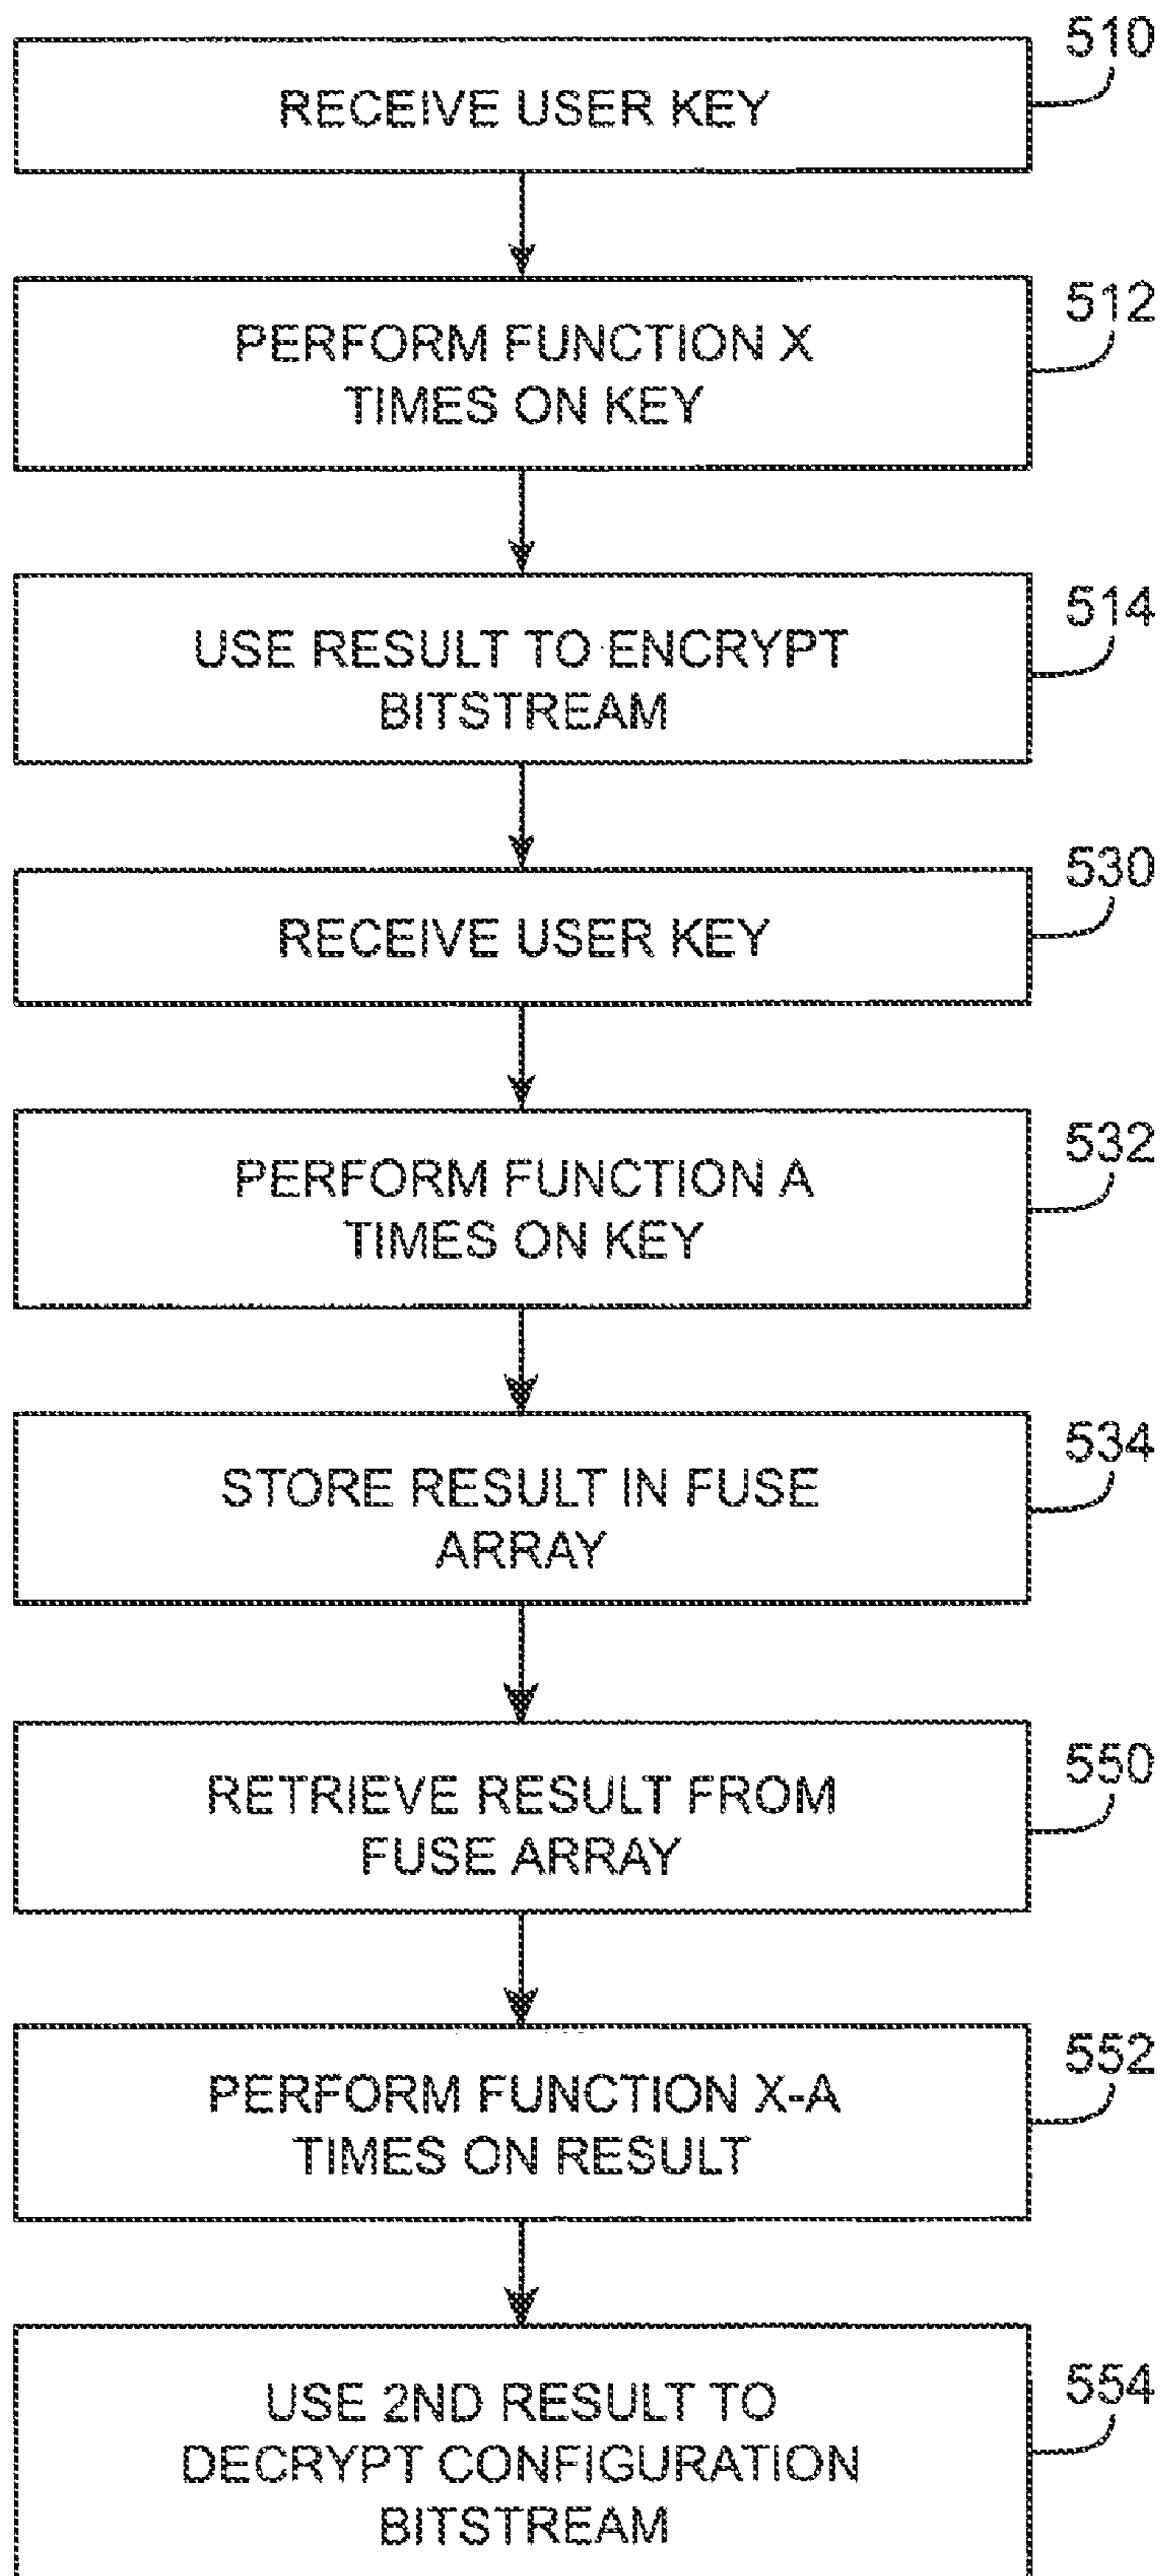 510
RECEIVE USER KEY
512
PERFORM FUNCTION X
TIMES ON KEY
514
USE RESULT TO ENCRYPT
BITSTREAM
530
RECEIVE USER KEY
532
PERFORM FUNCTION A
TIMES ON KEY
534
STORE RESULT IN FUSE
ARRAY
550
RETRIEVE RESULT FROM
FUSE ARRAY
552
PERFORM FUNCTION X-A
TIMES ON RESULT
554
USE 2ND RESULT TO
DECRYPT CONFIGURATION
BITSTREAM